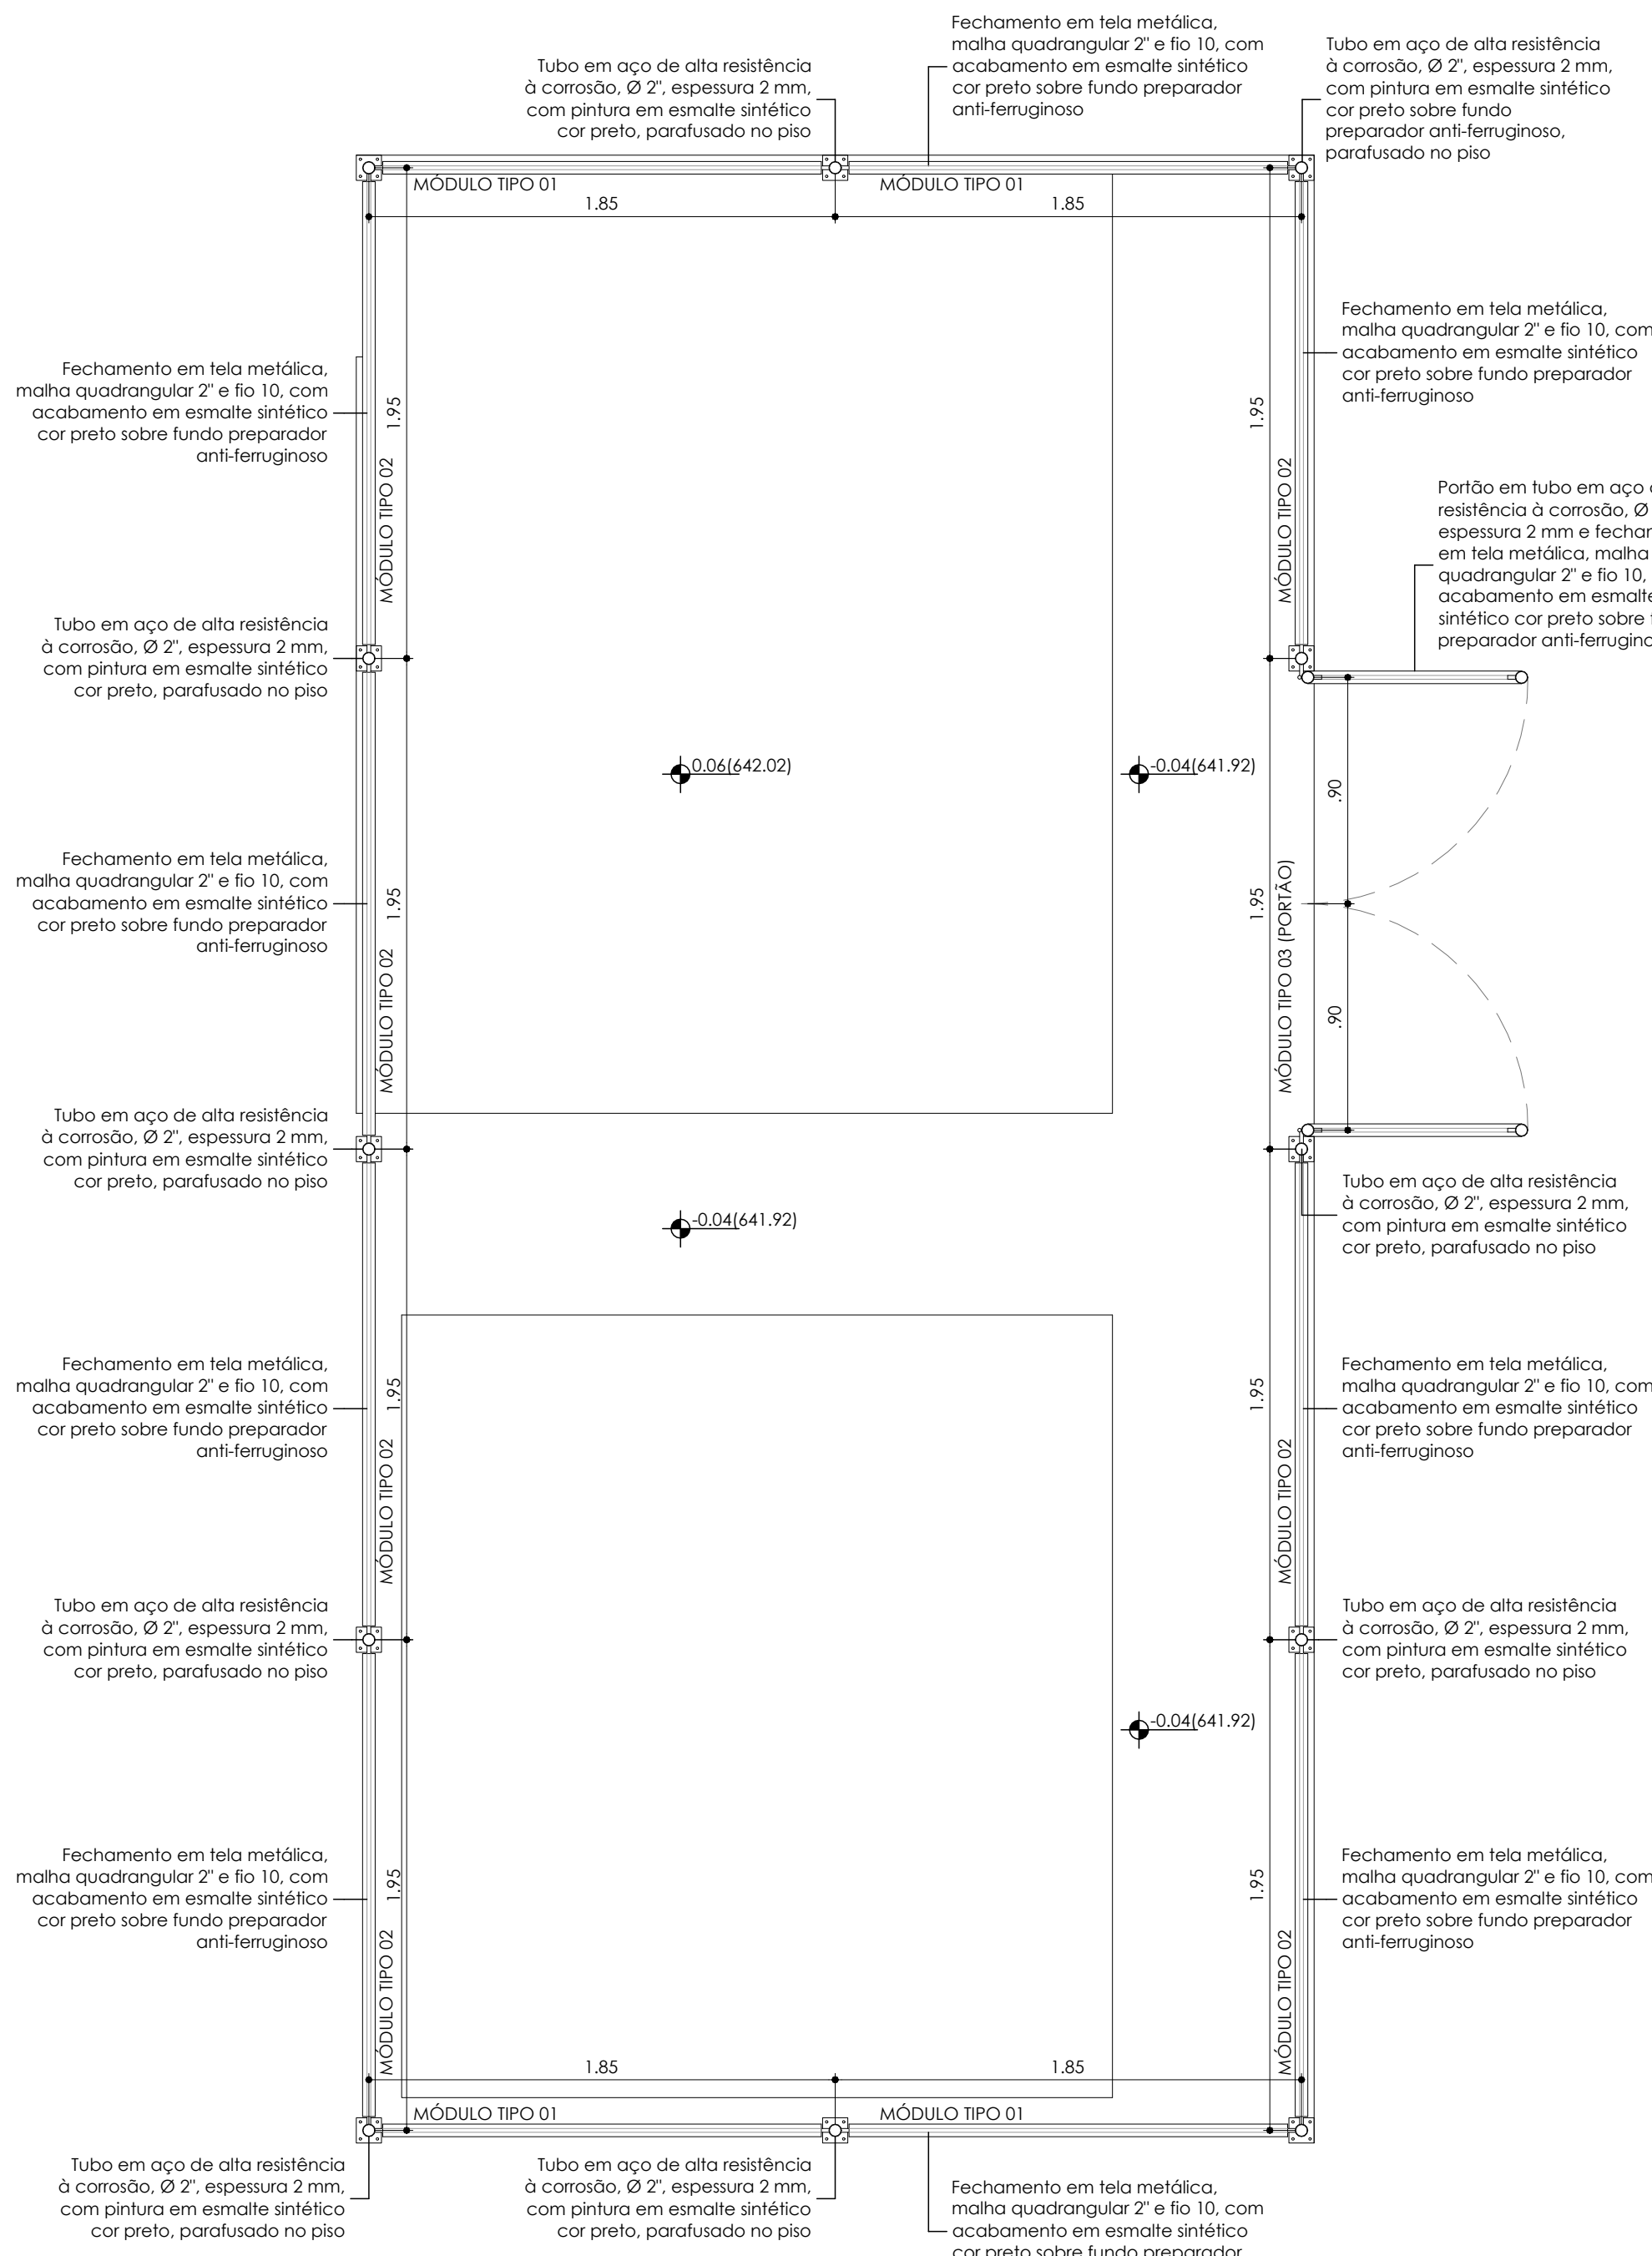 Fechamento em tela metálica,
malha quadrangular 2" e fio 10, com
acabamento em esmalte sintético
cor preto sobre fundo preparador
anti-ferruginoso
Tubo em aço de alta resistência
à corrosão, Ø 2", espessura 2 mm,
com pintura em esmalte sintético
cor preto, parafusado no piso
Tubo em aço de alta resistência
à corrosão, Ø 2", espessura 2 mm,
com pintura em esmalte sintético
cor preto sobre fundo
preparador anti-ferruginoso,
parafusado no piso
MÓDULO TIPO 01
MÓDULO TIPO 01
1.85
1.85
Fechamento em tela metálica,
malha quadrangular 2" e fio 10, com
acabamento em esmalte sintético
cor preto sobre fundo preparador
anti-ferruginoso
1.95
MÓDULO TIPO 02
1.95
MÓDULO TIPO 02
Fechamento em tela metálica,
malha quadrangular 2" e fio 10, com
acabamento em esmalte sintético
cor preto sobre fundo preparador
anti-ferruginoso
Portão em tubo em aço
resistência à corrosão, Ø
espessura 2 mm e
em tela metálica, malha
quadrangular 2" e fio 10,
acabamento em
sintético cor preto sobre
preparador
Tubo em aço de alta resistência
à corrosão, Ø 2", espessura 2 mm,
com pintura em esmalte sintético
cor preto, parafusado no piso
0.06(642.02)
-0.04(641.92)
.90
Fechamento em tela metálica,
malha quadrangular 2" e fio 10, com
acabamento em esmalte sintético
cor preto sobre fundo preparador
anti-ferruginoso
1.95
MÓDULO TIPO 02
1.95
MÓDULO TIPO 03 (PORTÃO)
.90
Tubo em aço de alta resistência
à corrosão, Ø 2", espessura 2 mm,
com pintura em esmalte sintético
cor preto, parafusado no piso
-0.04(641.92)
Tubo em aço de alta resistência
à corrosão, Ø 2", espessura 2 mm,
com pintura em esmalte sintético
cor preto, parafusado no piso
Fechamento em tela metálica,
malha quadrangular 2" e fio 10, com
acabamento em esmalte sintético
cor preto sobre fundo preparador
anti-ferruginoso
1.95
MÓDULO TIPO 02
1.95
MÓDULO TIPO 02
Fechamento em tela metálica,
malha quadrangular 2" e fio 10, com
acabamento em esmalte sintético
cor preto sobre fundo preparador
anti-ferruginoso
Tubo em aço de alta resistência
à corrosão, Ø 2", espessura 2 mm,
com pintura em esmalte sintético
cor preto, parafusado no piso
Tubo em aço de alta resistência
à corrosão, Ø 2", espessura 2 mm,
com pintura em esmalte sintético
cor preto, parafusado no piso
-0.04(641.92)
Fechamento em tela metálica,
malha quadrangular 2" e fio 10, com
acabamento em esmalte sintético
cor preto sobre fundo preparador
anti-ferruginoso
1.95
MÓDULO TIPO 02
1.95
MÓDULO TIPO 02
Fechamento em tela metálica,
malha quadrangular 2" e fio 10, com
acabamento em esmalte sintético
cor preto sobre fundo preparador
anti-ferruginoso
1.85
1.85
MÓDULO TIPO 01
MÓDULO TIPO 01
Tubo em aço de alta resistência
à corrosão, Ø 2", espessura 2 mm,
com pintura em esmalte sintético
cor preto, parafusado no piso
Tubo em aço de alta resistência
à corrosão, Ø 2", espessura 2 mm,
com pintura em esmalte sintético
cor preto, parafusado no piso
Fechamento em tela metálica,
malha quadrangular 2" e fio 10, com
acabamento em esmalte sintético
cor preto sobre fundo preparador